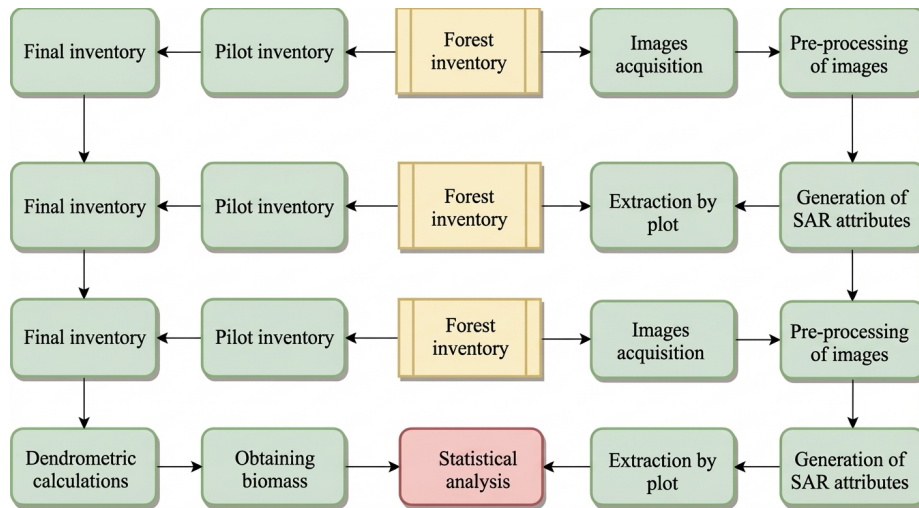 Final inventory
Pilot inventory
Forest
inventory
Images
acquisition
Pre-processing
of images
Final inventory
Pilot inventory
Forest
inventory
Extraction by
plot
Generation of
SAR attributes
Final inventory
Pilot inventory
Forest
inventory
Images
acquisition
Pre-processing
of images
Dendrometric
calculations
Obtaining
biomass
Statistical
analysis
Extraction by
plot
Generation of
SAR attributes